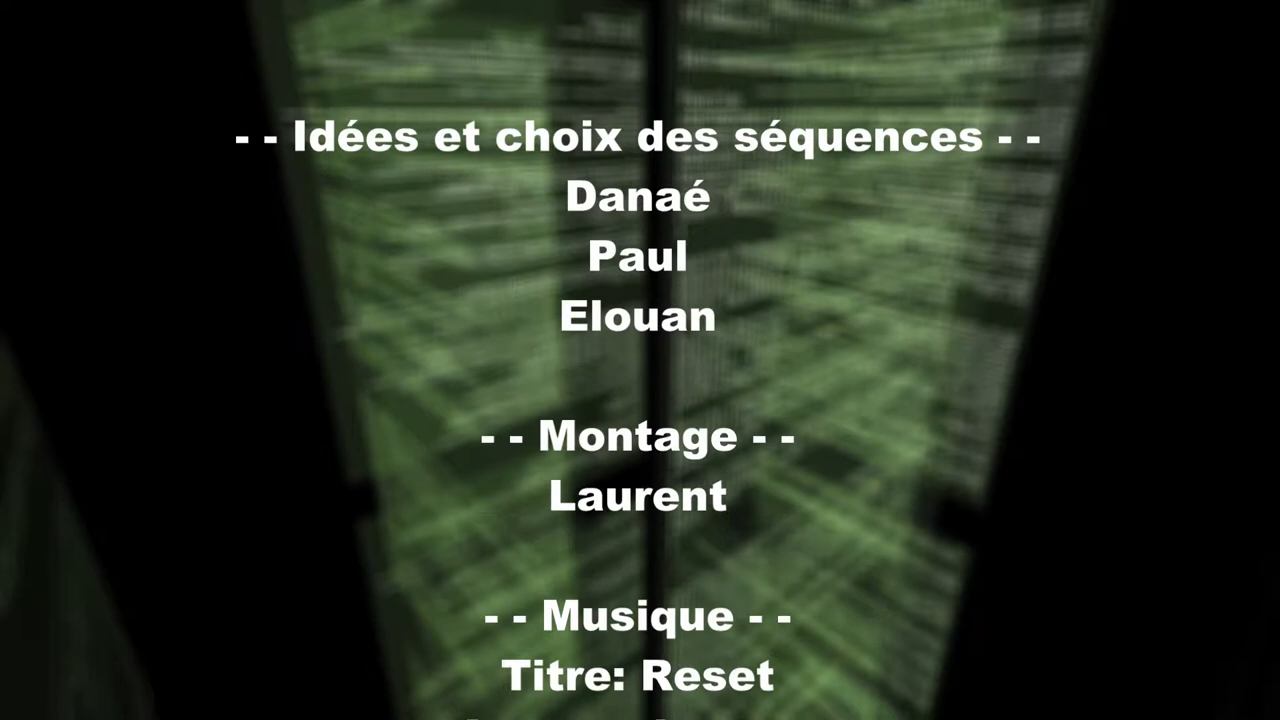 - - Idées et choix des séquences - -
Danaé
Paul
Elouan
- - Montage - -
Laurent
- - Musique - -
Titre: Reset